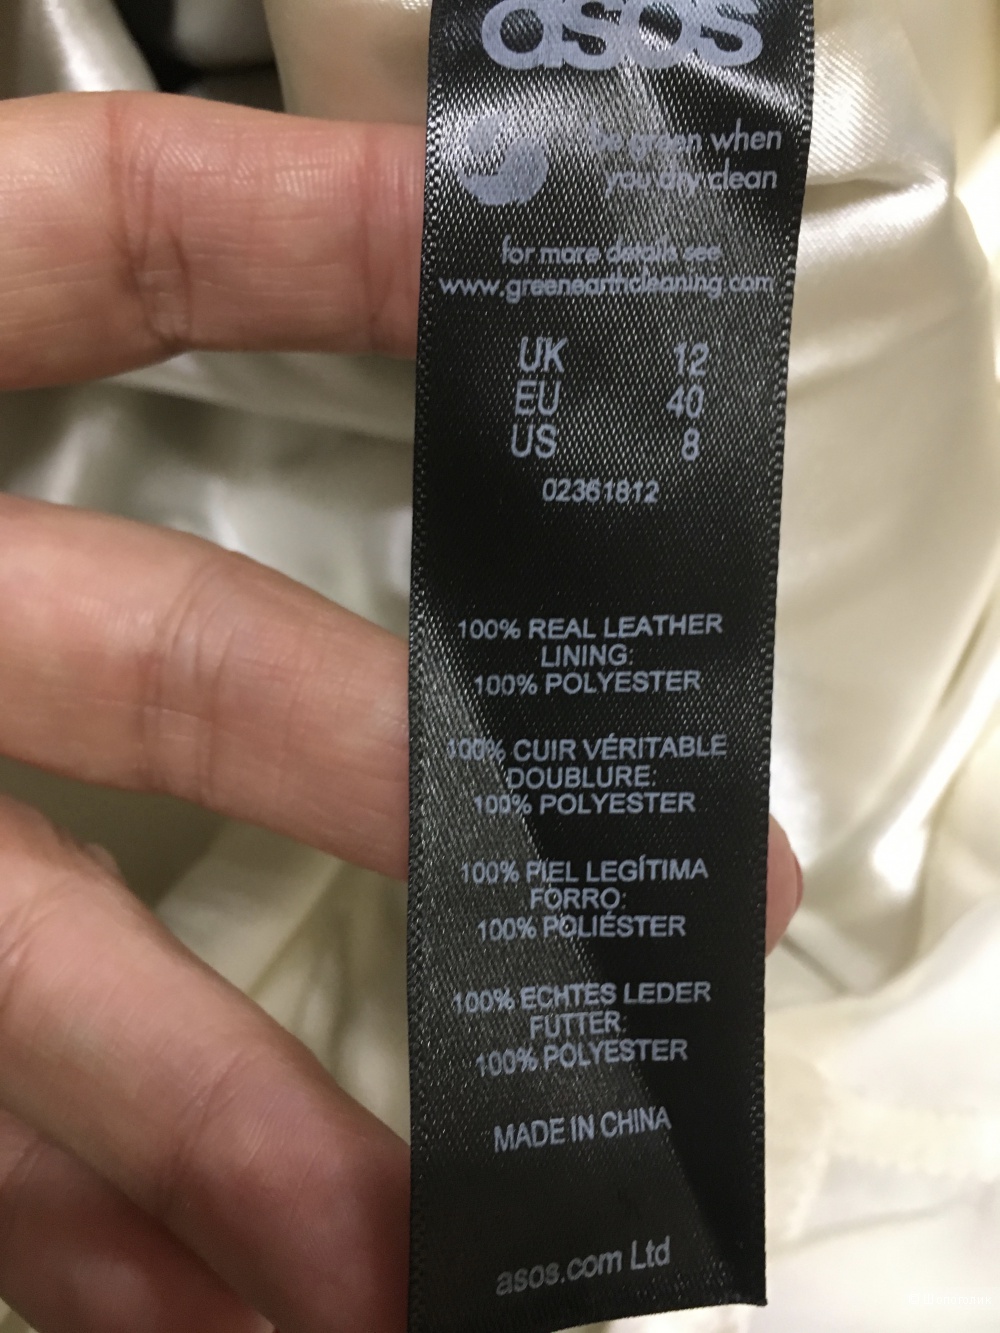 asos
be green when
you dry clean
for more details see
www.greenearthcleaning.com
UK 12
EU 40
US 8
02361812
100% REAL LEATHER
LINING:
100% POLYESTER
100% CUIR VÉRITABLE
DOUBLURE:
100% POLYESTER
100% PIEL LEGÍTIMA
FORRO:
100% POLIÉSTER
100% ECHTES LEDER
FUTTER:
100% POLYESTER
MADE IN CHINA
asos.com Ltd